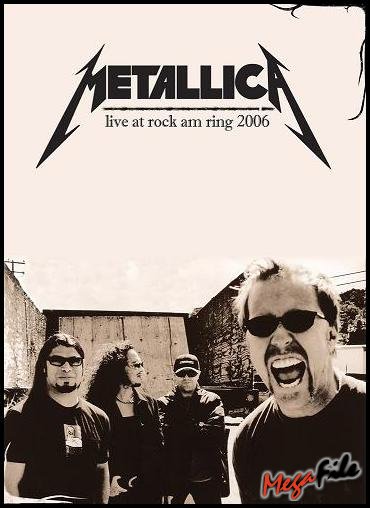 METALLICA
live at rock am ring 2006
MegaFile